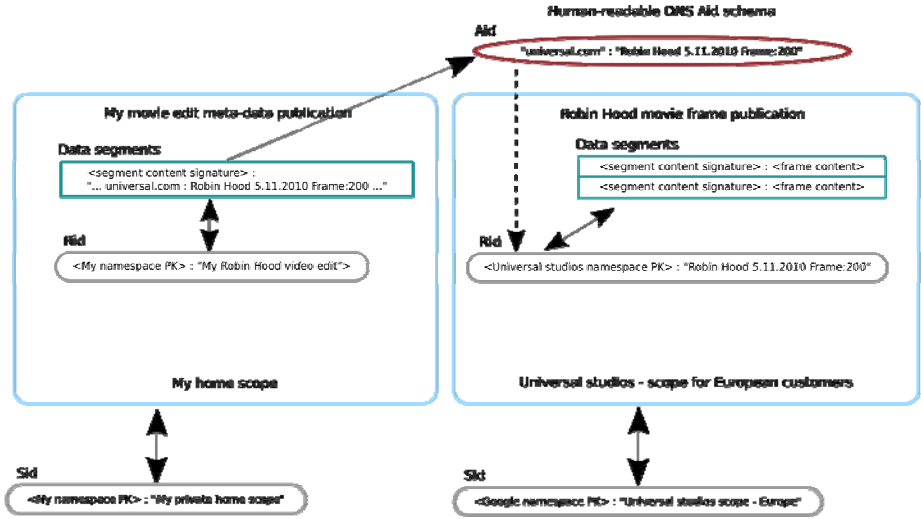 Human-readable DNS Aid schema
Aid
"universal.com" : "Robin Hood 5.11.2010 Frame:200"
My movie edit meta-data publication
Data segments
<segment content signature> :
"... universal.com : Robin Hood 5.11.2010 Frame:200 ..."
Rid
<My namespace PK> : "My Robin Hood video edit">
My home scope
Sid
<My namespace PK> : "My private home scope"
Robin Hood movie frame publication
Data segments
<segment content signature> : <frame content>
<segment content signature> : <frame content>
Rid
<Universal studios namespace PK> : "Robin Hood 5.11.2010 Frame:200"
Universal studios - scope for European customers
Sid
<Google namespace PK> : "Universal studios scope - Europe"